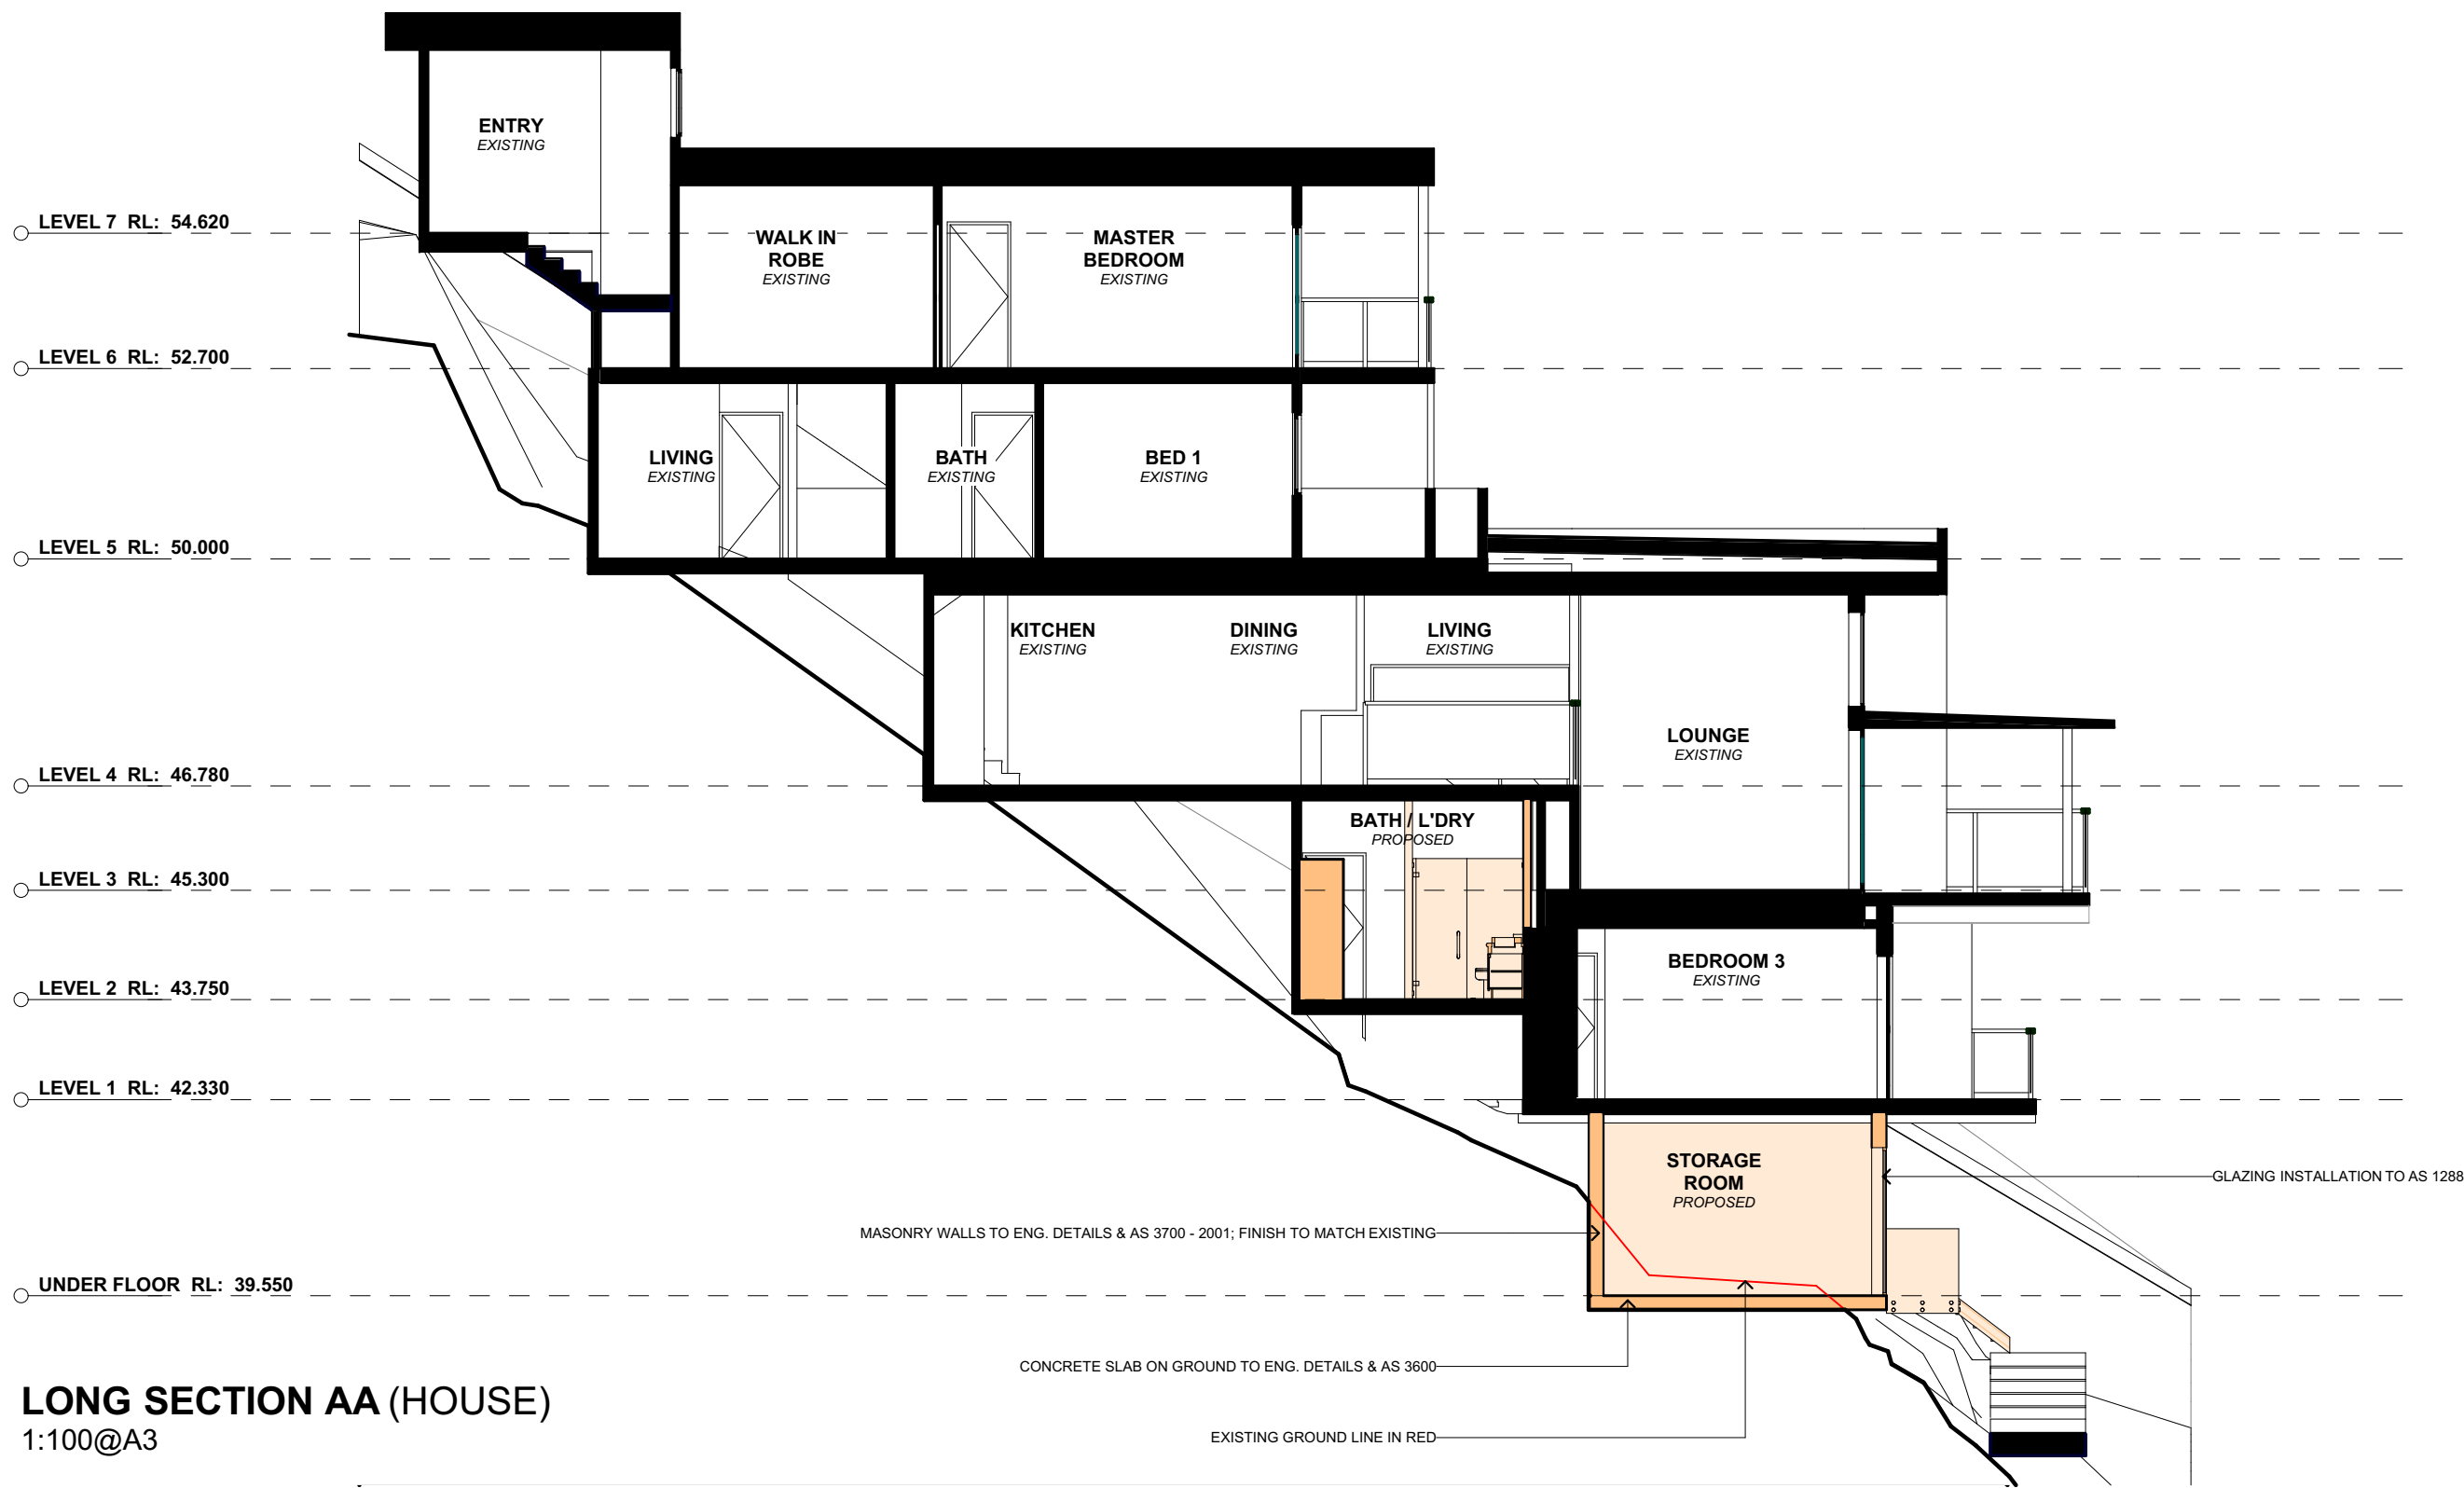 ENTRY
EXISTING
LEVEL 7 RL: 54.620
WALK IN
ROBE
EXISTING
MASTER
BEDROOM
EXISTING
LEVEL 6 RL: 52.700
LIVING
EXISTING
BATH
EXISTING
BED 1
EXISTING
LEVEL 5 RL: 50.000
KITCHEN
EXISTING
DINING
EXISTING
LIVING
EXISTING
LOUNGE
EXISTING
LEVEL 4 RL: 46.780
BATH / L'DRY
PROPOSED
LEVEL 3 RL: 45.300
BEDROOM 3
EXISTING
LEVEL 2 RL: 43.750
LEVEL 1 RL: 42.330
STORAGE
ROOM
PROPOSED
GLAZING INSTALLATION TO AS 1288
MASONRY WALLS TO ENG. DETAILS & AS 3700 - 2001; FINISH TO MATCH EXISTING
UNDER FLOOR RL: 39.550
CONCRETE SLAB ON GROUND TO ENG. DETAILS & AS 3600
EXISTING GROUND LINE IN RED
LONG SECTION AA (HOUSE)
1:100@A3